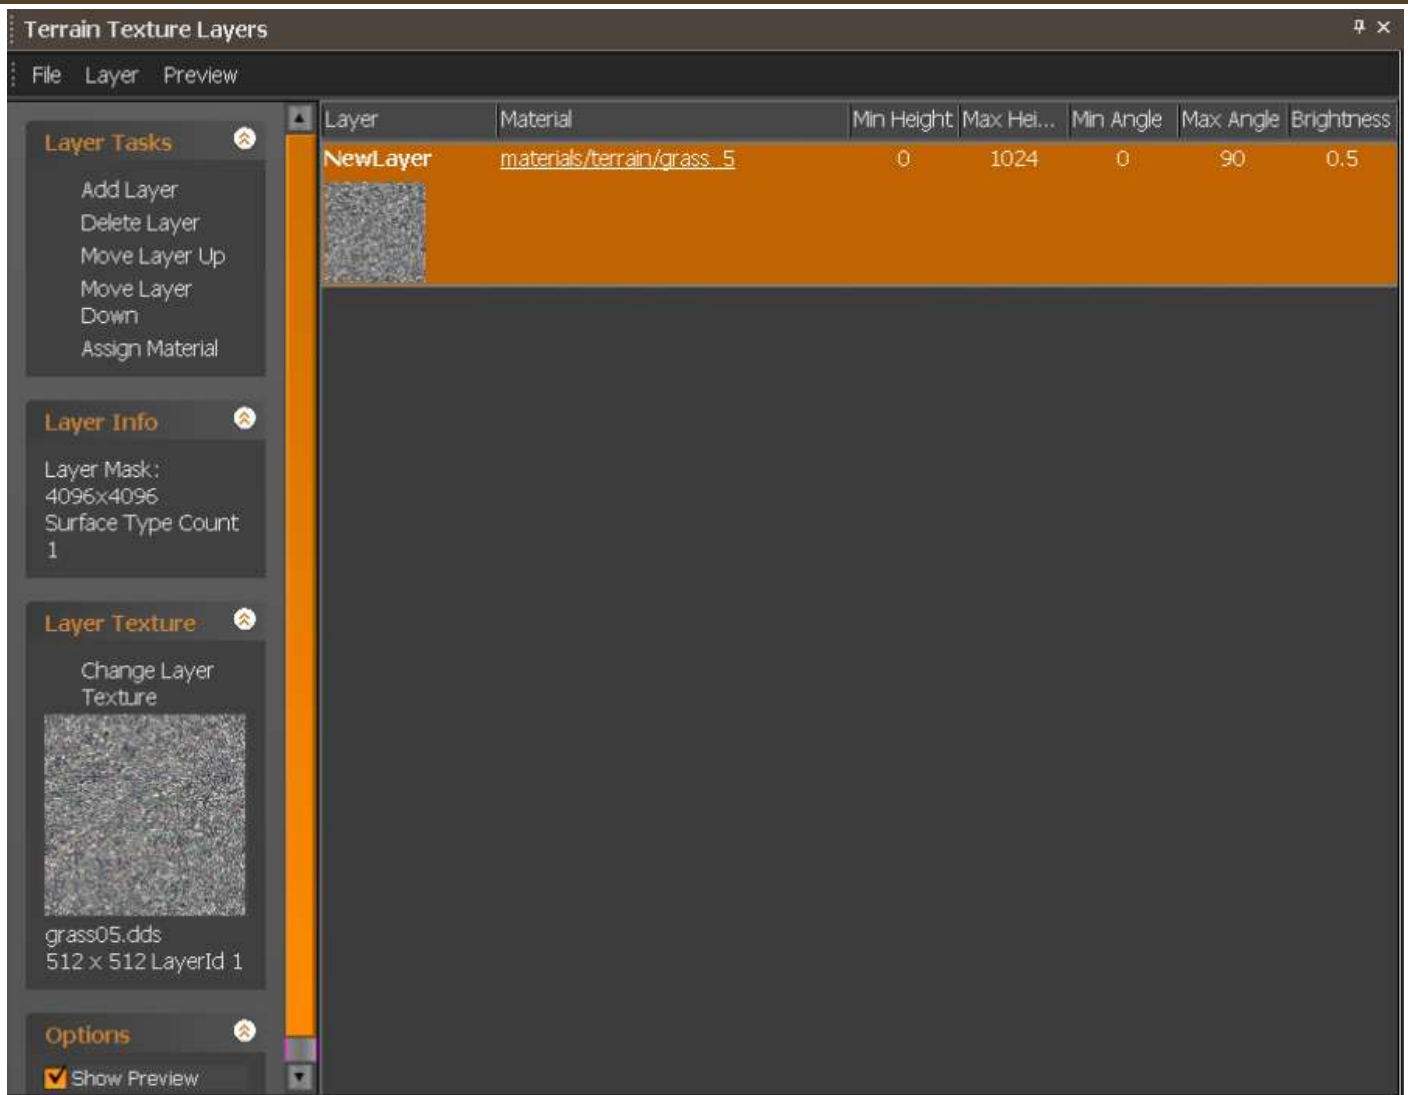 Terrain Texture Layers
File Layer Preview
Layer Material Min Height Max Hei... Min Angle Max Angle Brightness
NewLayer materials/terrain/grass_5 0 1024 0 90 0.5
Layer Tasks
Add Layer
Delete Layer
Move Layer Up
Move Layer
Down
Assign Material
Layer Info
Layer Mask:
4096x4096
Surface Type Count
1
Layer Texture
Change Layer
Texture
grass05.dds
512 x 512 LayerId 1
Options
Show Preview